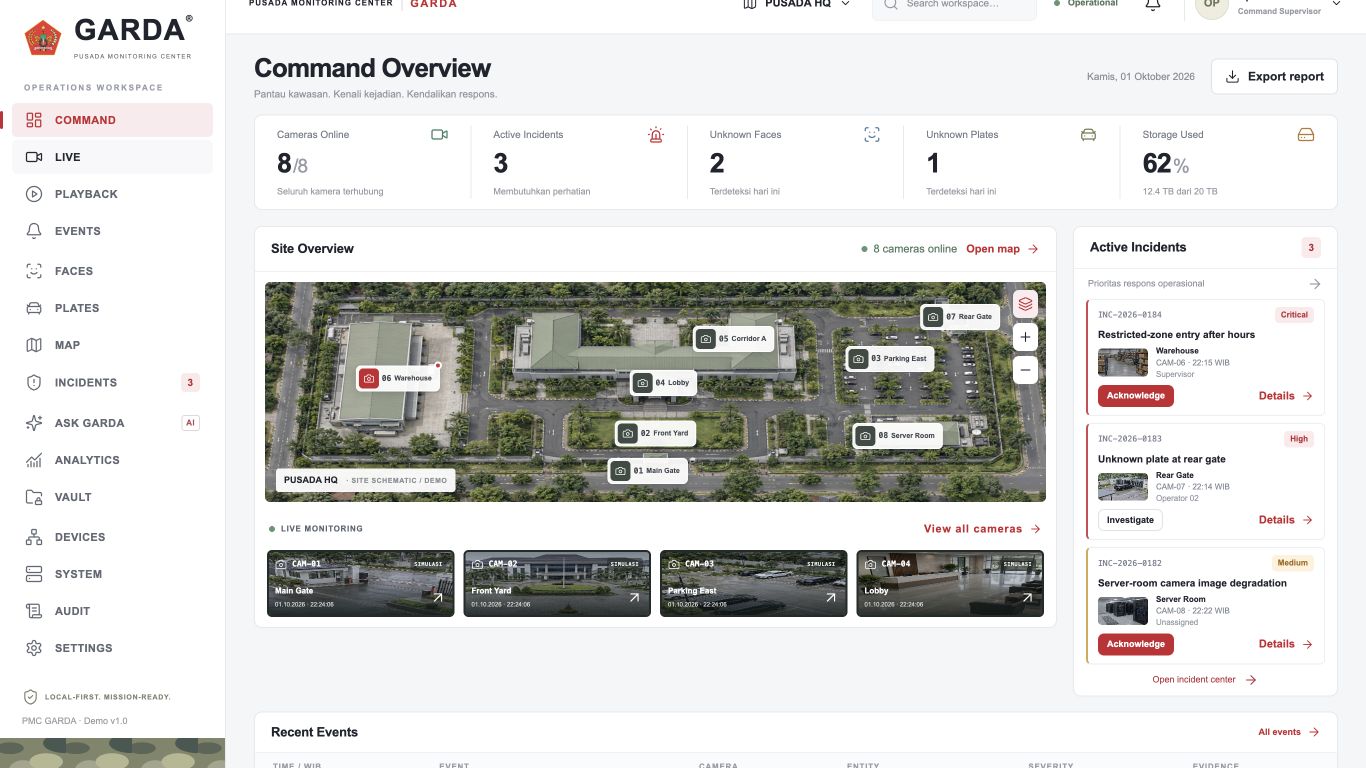 GARDA®
PUSADA MONITORING CENTER
OPERATIONS WORKSPACE
COMMAND
LIVE
PLAYBACK
EVENTS
FACES
PLATES
MAP
INCIDENTS 3
ASK GARDA AI
ANALYTICS
VAULT
DEVICES
SYSTEM
AUDIT
SETTINGS
LOCAL-FIRST. MISSION-READY.
PMC GARDA · Demo v1.0
PUSADA MONITORING CENTER GARDA
PUSADA HQ
Search workspace...
Operational
OP
Command Supervisor
Command Overview
Pantau kawasan. Kenali kejadian. Kendalikan respons.
Kamis, 01 Oktober 2026
Export report
Cameras Online
8/8
Seluruh kamera terhubung
Active Incidents
3
Membutuhkan perhatian
Unknown Faces
2
Terdeteksi hari ini
Unknown Plates
1
Terdeteksi hari ini
Storage Used
62%
12.4 TB dari 20 TB
Site Overview
8 cameras online Open map
07 Rear Gate
05 Corridor A
03 Parking East
06 Warehouse
04 Lobby
02 Front Yard
08 Server Room
01 Main Gate
PUSADA HQ · SITE SCHEMATIC / DEMO
LIVE MONITORING
View all cameras
CAM-01 SIMULASI
Main Gate
01.10.2026 · 22:24:06
CAM-02 SIMULASI
Front Yard
01.10.2026 · 22:24:06
CAM-03 SIMULASI
Parking East
01.10.2026 · 22:24:06
CAM-04 SIMULASI
Lobby
01.10.2026 · 22:24:06
Active Incidents 3
Prioritas respons operasional
INC-2026-0184 Critical
Restricted-zone entry after hours
Warehouse
CAM-06 · 22:15 WIB
Supervisor
Acknowledge Details
INC-2026-0183 High
Unknown plate at rear gate
Rear Gate
CAM-07 · 22:14 WIB
Operator 02
Investigate Details
INC-2026-0182 Medium
Server-room camera image degradation
Server Room
CAM-08 · 22:22 WIB
Unassigned
Acknowledge Details
Open incident center
Recent Events
All events
TIME / WIB EVENT CAMERA ENTITY SEVERITY EVIDENCE